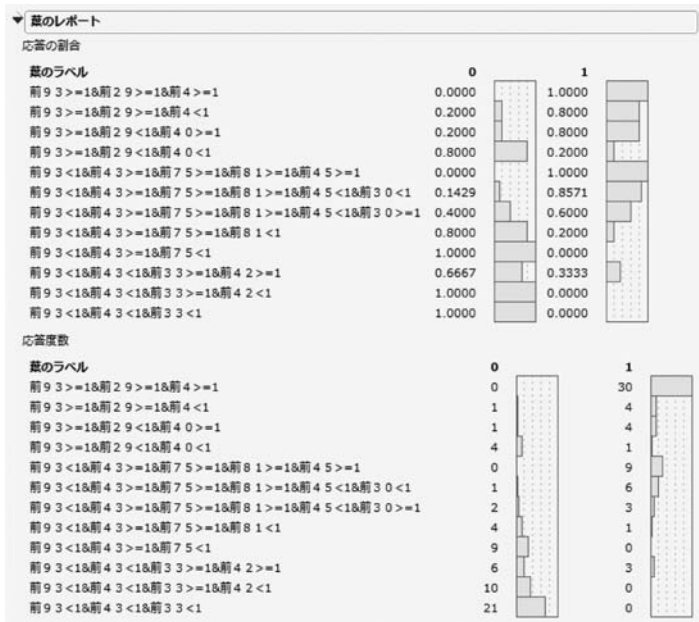 葉のレポート
応答の割合
葉のラベル 0 1
前９３>=1&前２９>=1&前４>=1 0.0000 1.0000
前９３>=1&前２９>=1&前４<1 0.2000 0.8000
前９３>=1&前２９<1&前４０>=1 0.2000 0.8000
前９３>=1&前２９<1&前４０<1 0.8000 0.2000
前９３<1&前４３>=1&前７５>=1&前８１>=1&前４５>=1 0.0000 1.0000
前９３<1&前４３>=1&前７５>=1&前８１>=1&前４５<1&前３０<1 0.1429 0.8571
前９３<1&前４３>=1&前７５>=1&前８１>=1&前４５<1&前３０>=1 0.4000 0.6000
前９３<1&前４３>=1&前７５>=1&前８１<1 0.8000 0.2000
前９３<1&前４３>=1&前７５<1 1.0000 0.0000
前９３<1&前４３<1&前３３>=1&前４２>=1 0.6667 0.3333
前９３<1&前４３<1&前３３>=1&前４２<1 1.0000 0.0000
前９３<1&前４３<1&前３３<1 1.0000 0.0000
応答度数
葉のラベル 0 1
前９３>=1&前２９>=1&前４>=1 0 30
前９３>=1&前２９>=1&前４<1 1 4
前９３>=1&前２９<1&前４０>=1 1 4
前９３>=1&前２９<1&前４０<1 4 1
前９３<1&前４３>=1&前７５>=1&前８１>=1&前４５>=1 0 9
前９３<1&前４３>=1&前７５>=1&前８１>=1&前４５<1&前３０<1 1 6
前９３<1&前４３>=1&前７５>=1&前８１>=1&前４５<1&前３０>=1 2 3
前９３<1&前４３>=1&前７５>=1&前８１<1 4 1
前９３<1&前４３>=1&前７５<1 9 0
前９３<1&前４３<1&前３３>=1&前４２>=1 6 3
前９３<1&前４３<1&前３３>=1&前４２<1 10 0
前９３<1&前４３<1&前３３<1 21 0